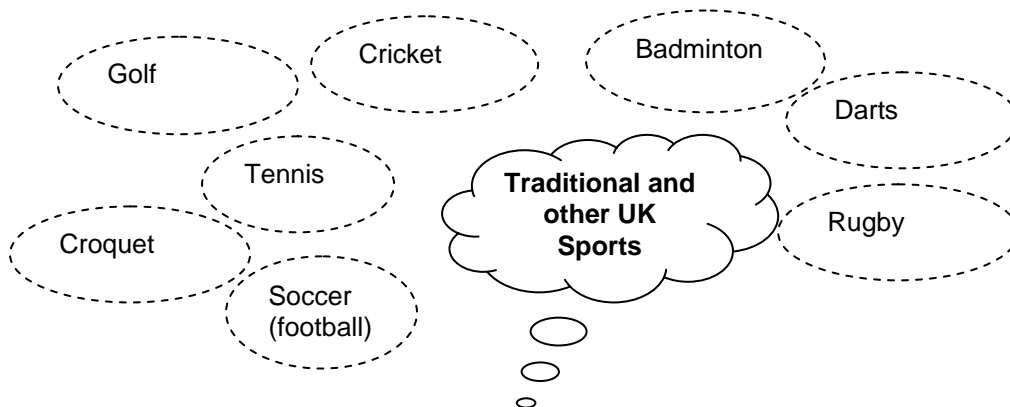 Golf
Cricket
Badminton
Darts
Tennis
Traditional and
other UK
Sports
Croquet
Rugby
Soccer
(football)